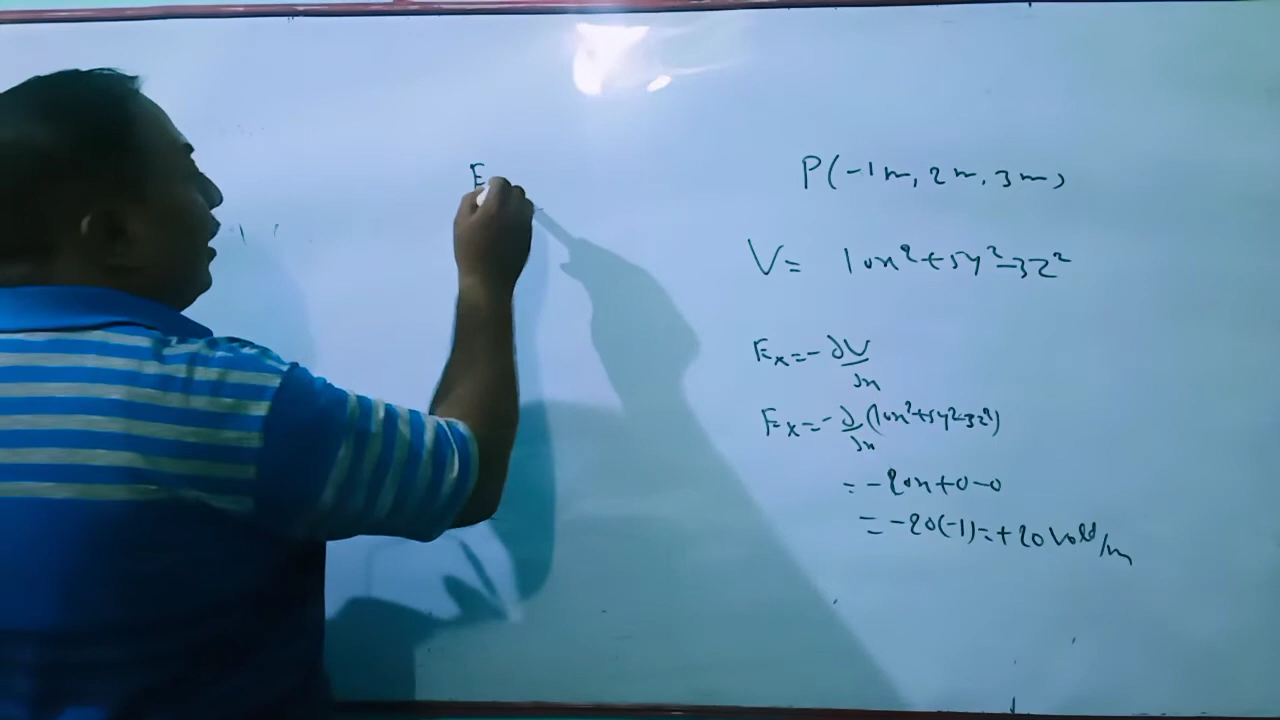 E
P(-1m, 2m, 3m)
V= 10x²+5y²-3z²
Ex=-∂V/∂x
Ex=-∂/∂x(10x²+5y²-3z²)
=-20x+0-0
=-20(-1)=+20 Volt/m